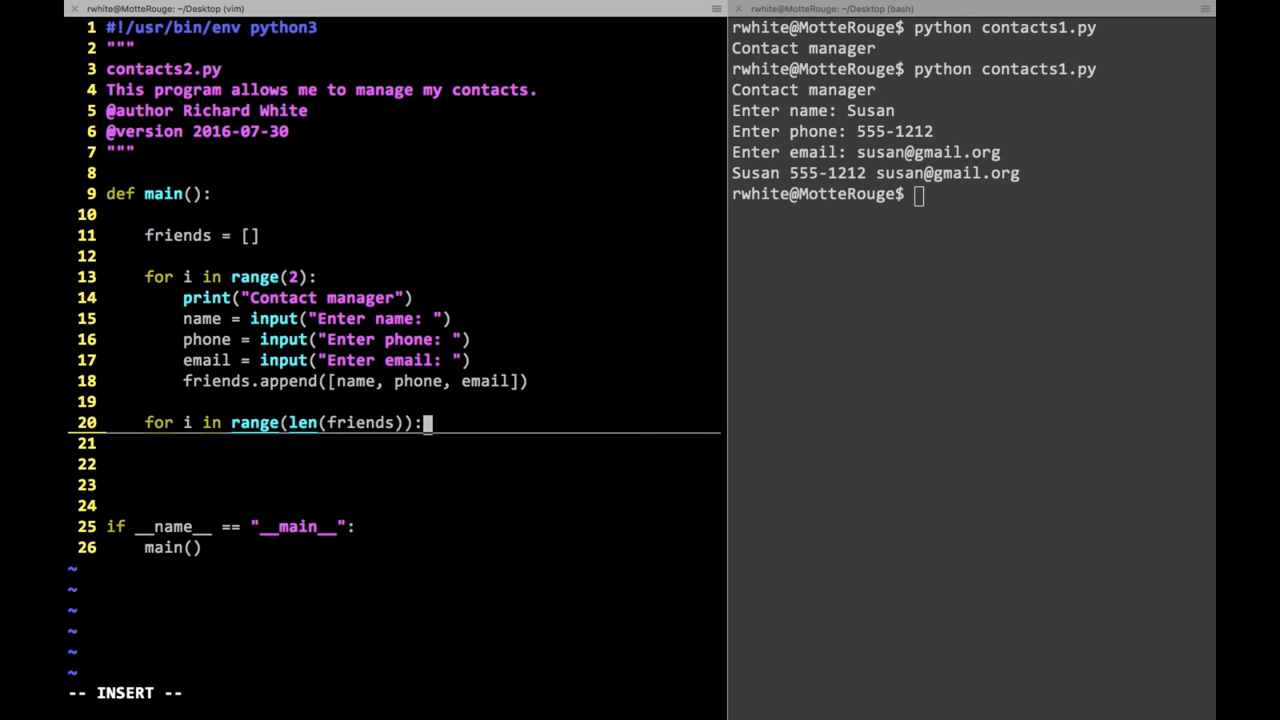 rwhite@MotteRouge: ~/Desktop (vim)
1 #!/usr/bin/env python3
2 """
3 contacts2.py
4 This program allows me to manage my contacts.
5 @author Richard White
6 @version 2016-07-30
7 """
8
9 def main():
10
11     friends = []
12
13     for i in range(2):
14         print("Contact manager")
15         name = input("Enter name: ")
16         phone = input("Enter phone: ")
17         email = input("Enter email: ")
18         friends.append([name, phone, email])
19
20     for i in range(len(friends)):
21
22
23
24
25 if __name__ == "__main__":
26     main()
~
~
~
~
~
~
-- INSERT --
rwhite@MotteRouge: ~/Desktop (bash)
rwhite@MotteRouge$ python contacts1.py
Contact manager
rwhite@MotteRouge$ python contacts1.py
Contact manager
Enter name: Susan
Enter phone: 555-1212
Enter email: susan@gmail.org
Susan 555-1212 susan@gmail.org
rwhite@MotteRouge$